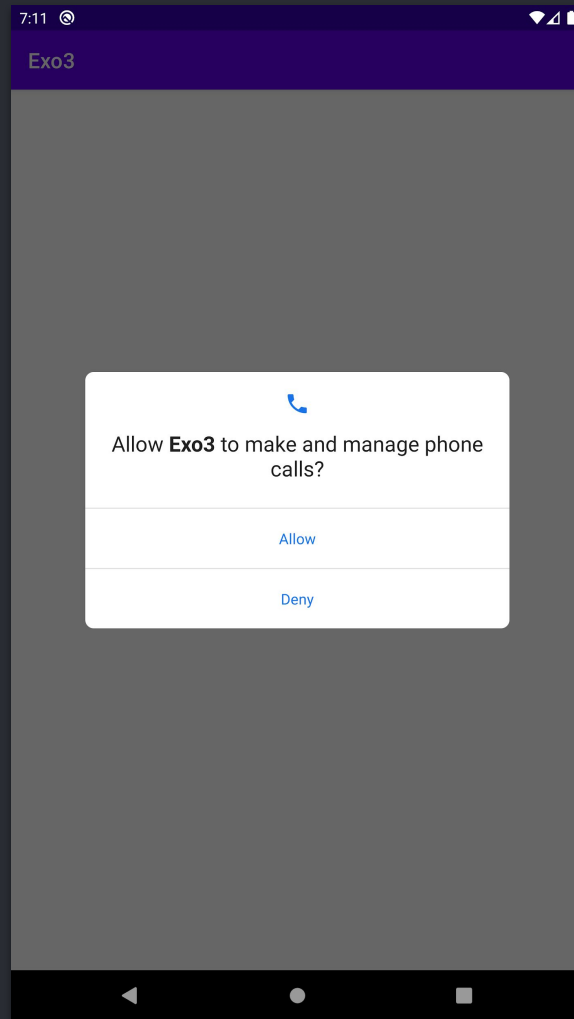 7:11
Exo3
Allow Exo3 to make and manage phone
calls?
Allow
Deny